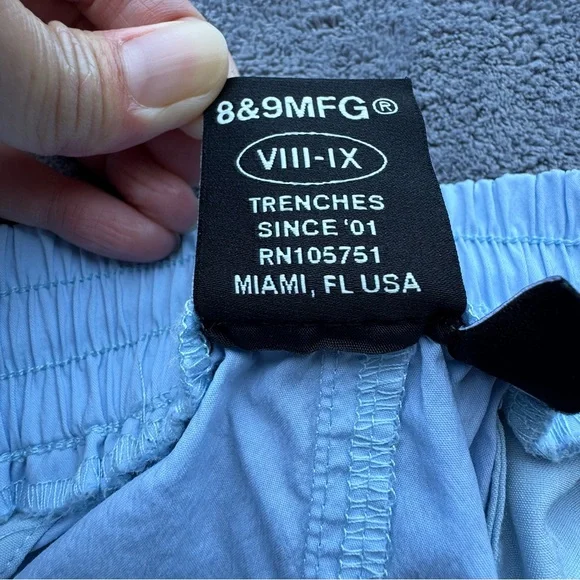 8&9MFG®
VIII-IX
TRENCHES
SINCE '01
RN105751
MIAMI, FL USA